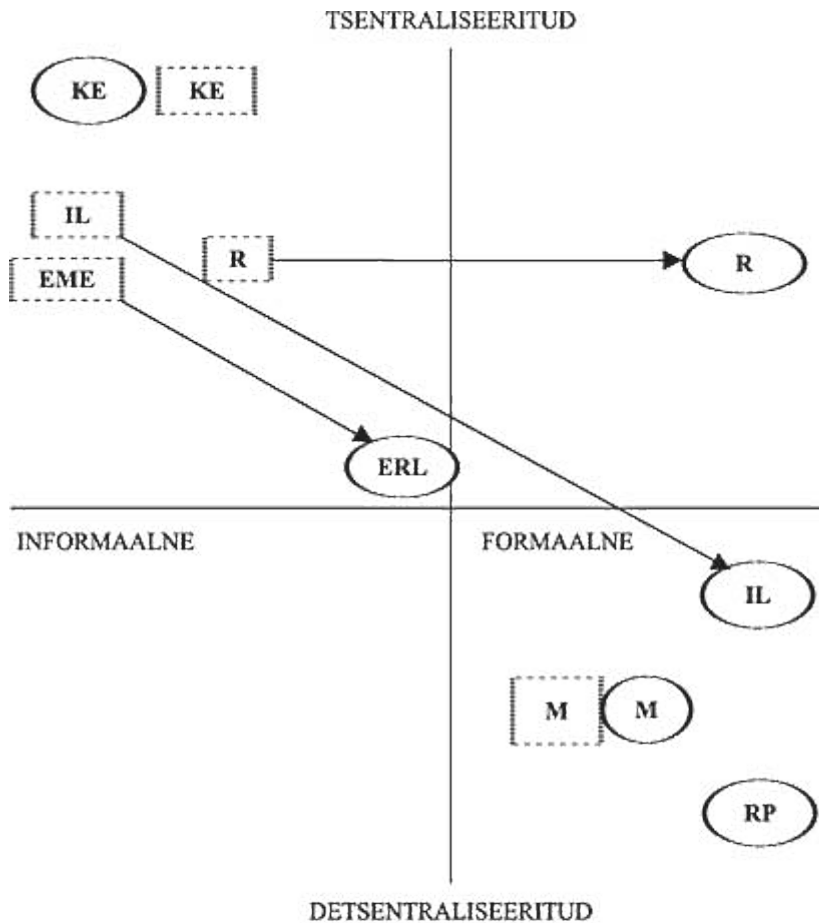 TSENTRALISEERITUD
KE KE
IL
R R
EME
ERL
INFORMAALNE FORMAALNE
IL
M M
RP
DETSENTRALISEERITUD